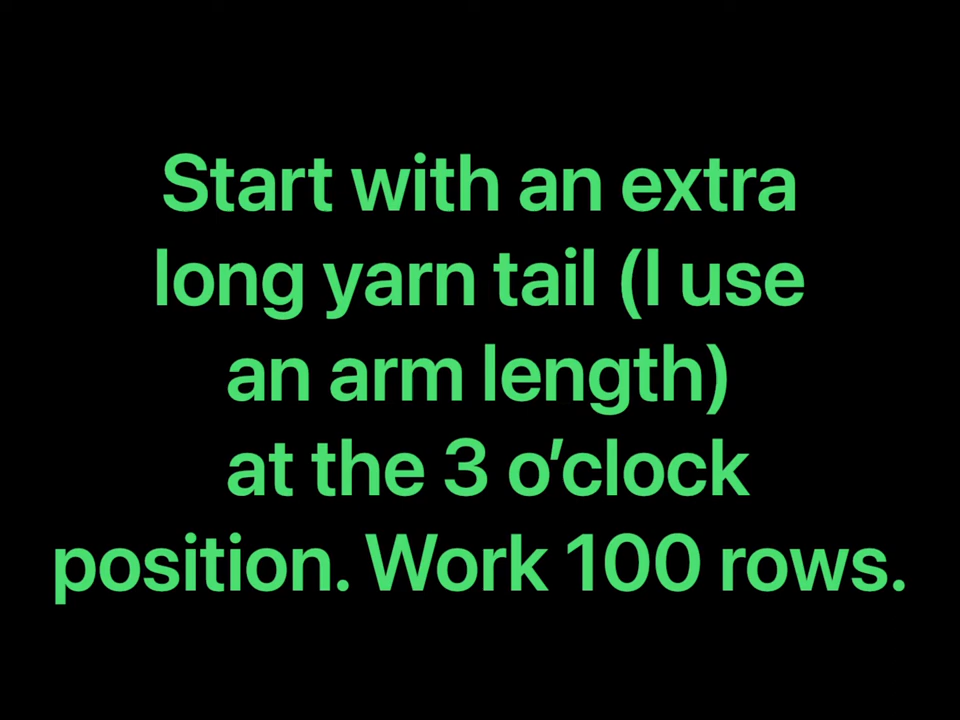 Start with an extra
long yarn tail (I use
an arm length)
at the 3 o’clock
position. Work 100 rows.